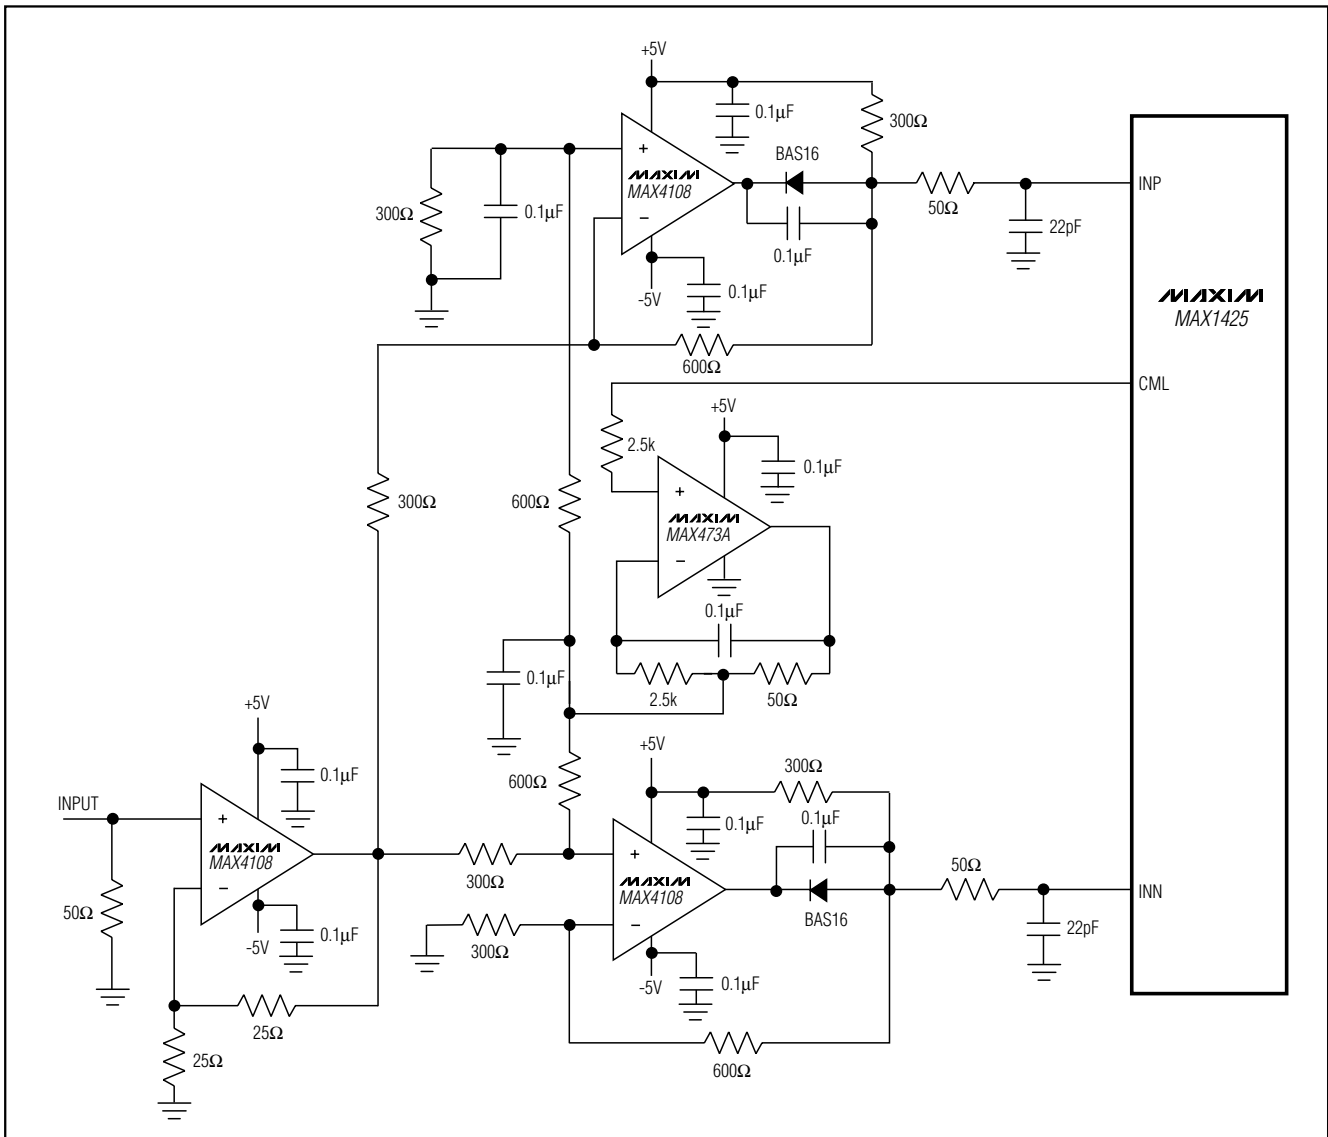 +5V
0.1µF
300Ω
BAS16
+
MAXIM
MAX4108
INP
300Ω
0.1µF
−
50Ω
22pF
0.1µF
-5V
0.1µF
MAXIM
MAX1425
600Ω
CML
+5V
2.5k
0.1µF
300Ω
600Ω
+
MAXIM
MAX473A
−
0.1µF
0.1µF
2.5k
50Ω
+5V
+5V
0.1µF
600Ω
300Ω
INPUT
+
0.1µF
0.1µF
MAXIM
MAX4108
+
50Ω
300Ω
MAXIM
MAX4108
−
INN
50Ω
BAS16
0.1µF
300Ω
−
22pF
-5V
-5V
0.1µF
25Ω
25Ω
600Ω